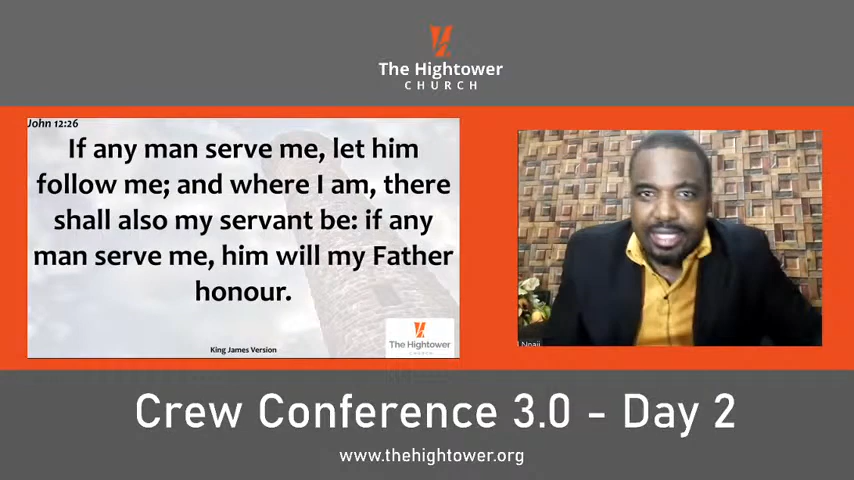 The Hightower
CHURCH
John 12:26
If any man serve me, let him
follow me; and where I am, there
shall also my servant be: if any
man serve me, him will my Father
honour.
King James Version
The Hightower
CHURCH
Crew Conference 3.0 - Day 2
www.thehightower.org